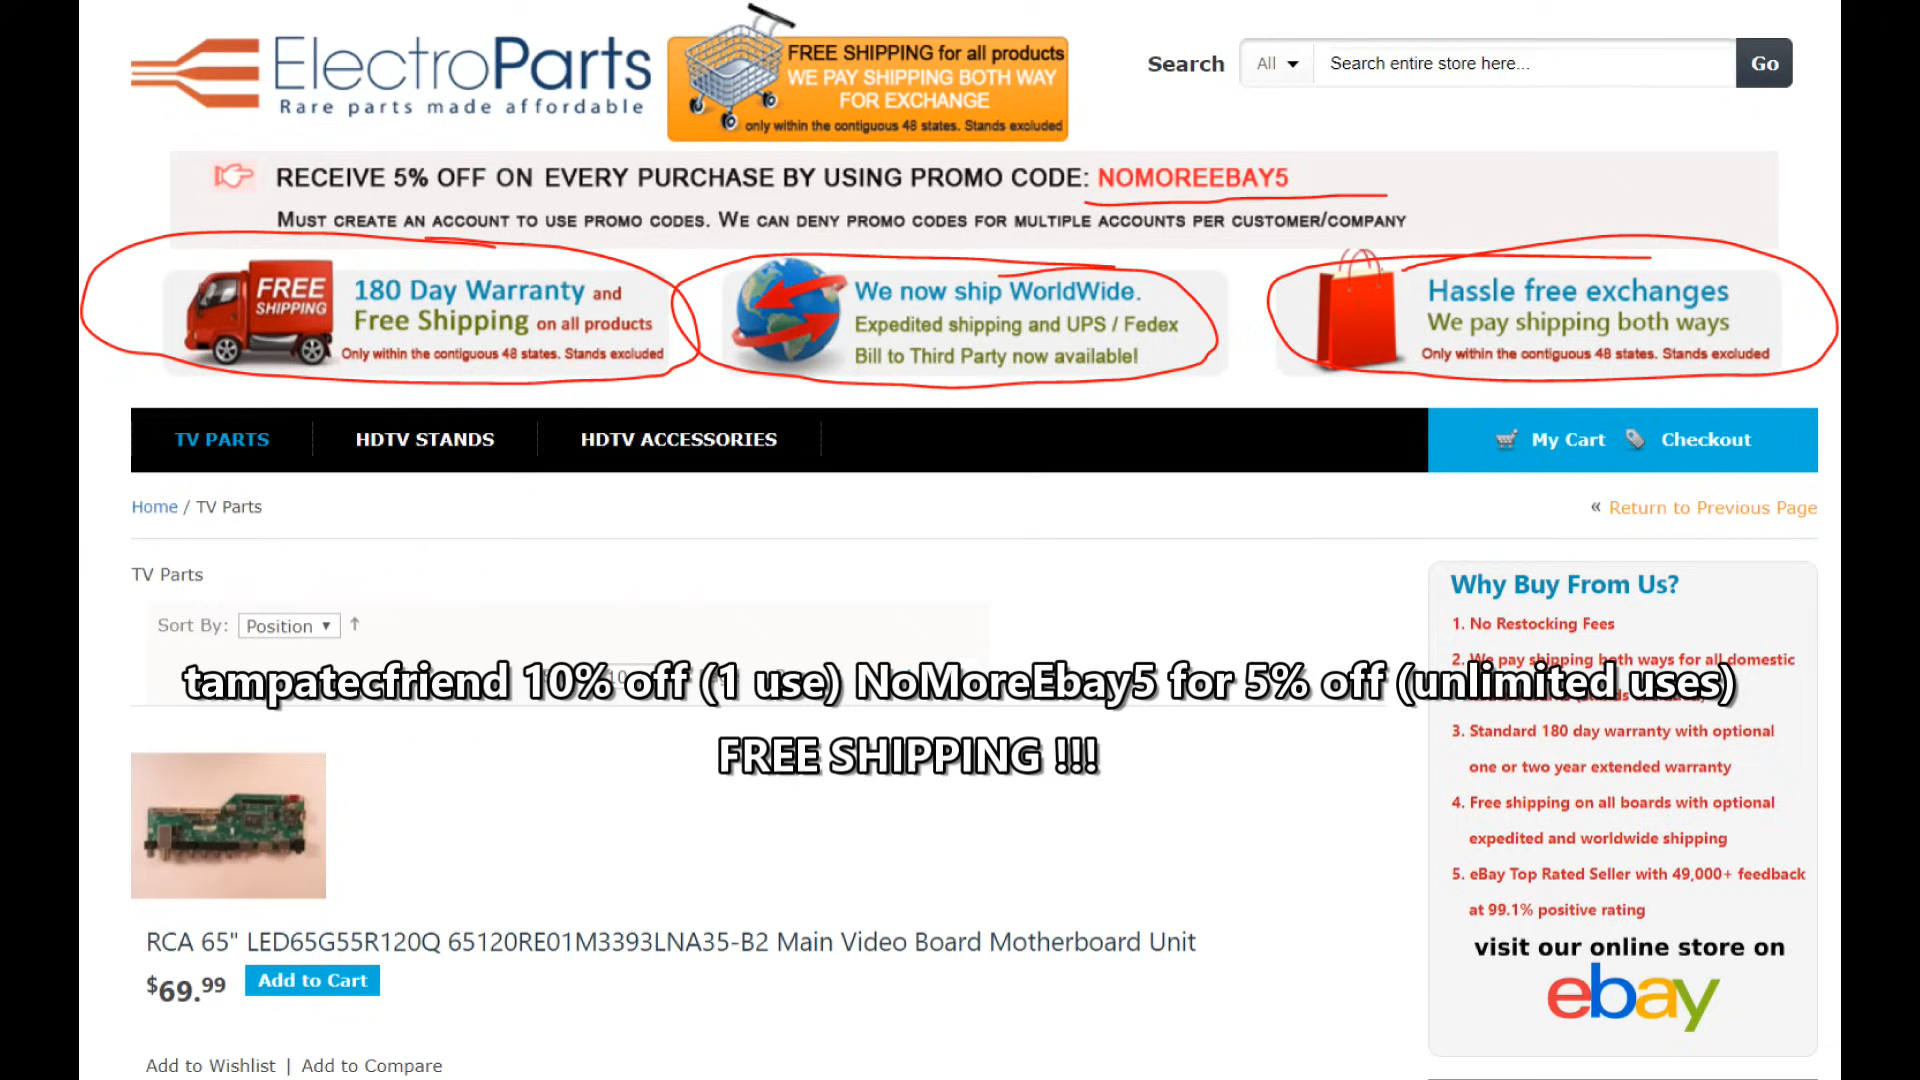 ElectroParts
Rare parts made affordable
FREE SHIPPING for all products
WE PAY SHIPPING BOTH WAY
FOR EXCHANGE
only within the contiguous 48 states. Stands excluded
Search
All
Search entire store here...
Go
RECEIVE 5% OFF ON EVERY PURCHASE BY USING PROMO CODE: NOMOREEBAY5
MUST CREATE AN ACCOUNT TO USE PROMO CODES. WE CAN DENY PROMO CODES FOR MULTIPLE ACCOUNTS PER CUSTOMER/COMPANY
FREE
SHIPPING
180 Day Warranty and
Free Shipping on all products
Only within the contiguous 48 states. Stands excluded
We now ship WorldWide.
Expedited shipping and UPS / Fedex
Bill to Third Party now available!
Hassle free exchanges
We pay shipping both ways
Only within the contiguous 48 states. Stands excluded
TV PARTS
HDTV STANDS
HDTV ACCESSORIES
My Cart
Checkout
Home / TV Parts
« Return to Previous Page
TV Parts
Sort By: Position
tampatecfriend 10% off (1 use) NoMoreEbay5 for 5% off (unlimited uses)
FREE SHIPPING !!!
RCA 65" LED65G55R120Q 65120RE01M3393LNA35-B2 Main Video Board Motherboard Unit
$69.99
Add to Cart
Add to Wishlist | Add to Compare
Why Buy From Us?
1. No Restocking Fees
2. We pay shipping both ways for all domestic
3. Standard 180 day warranty with optional
one or two year extended warranty
4. Free shipping on all boards with optional
expedited and worldwide shipping
5. eBay Top Rated Seller with 49,000+ feedback
at 99.1% positive rating
visit our online store on
ebay